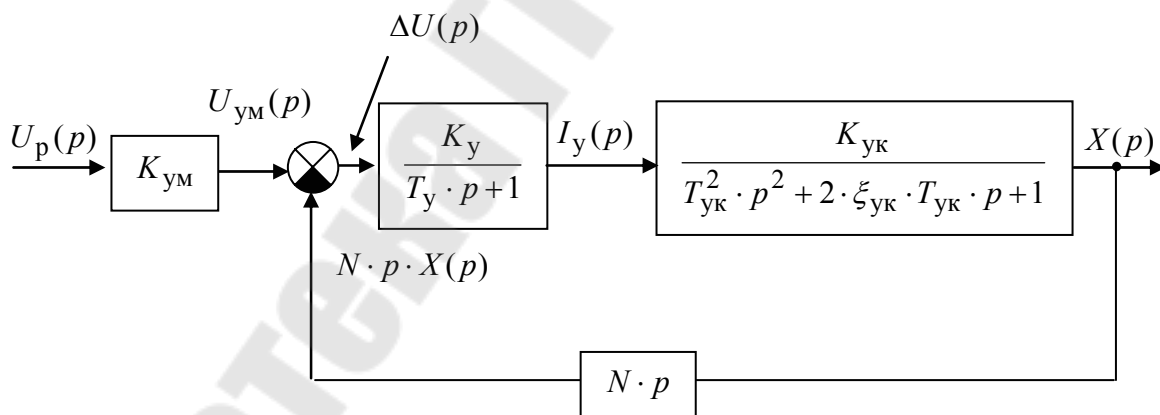 ΔU(p)
U_ум(p)
U_р(p)
K_ум
K_у
T_у · p + 1
I_у(p)
K_ук
T_ук^2 · p^2 + 2 · ξ_ук · T_ук · p + 1
X(p)
N · p · X(p)
N · p